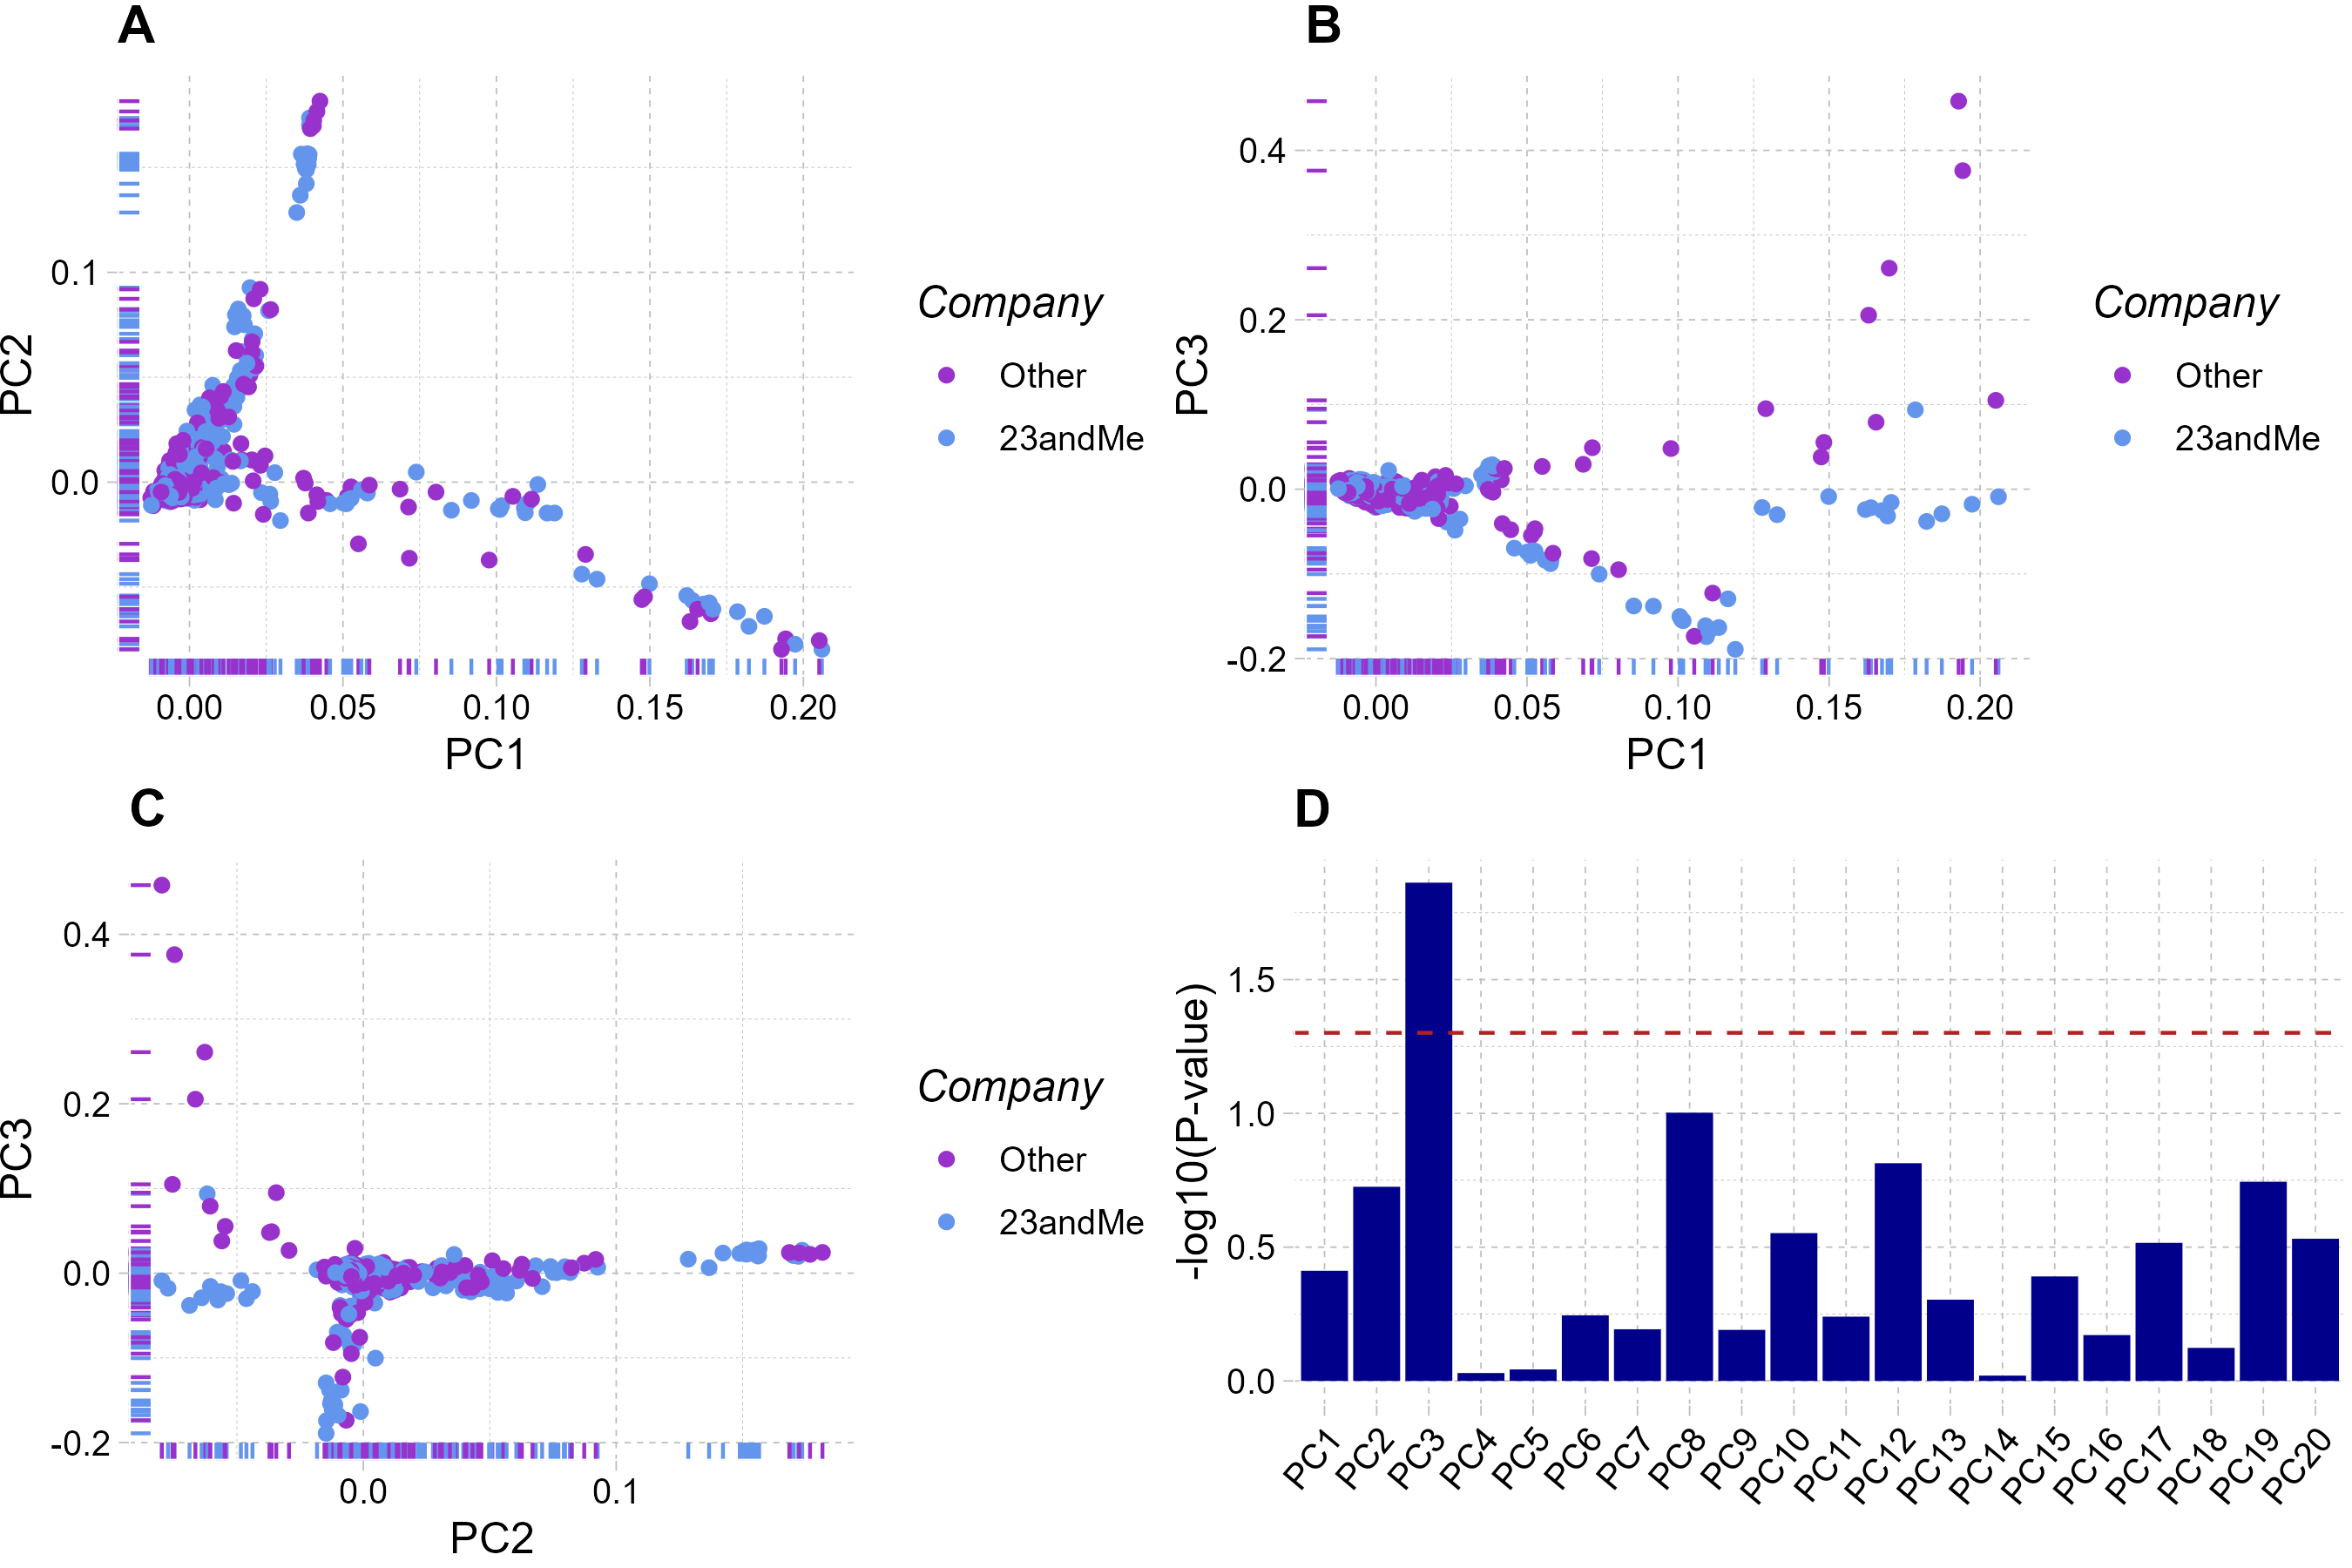 A
PC2
0.1
0.0
0.00 0.05 0.10 0.15 0.20
PC1
Company
Other
23andMe
B
PC3
0.4
0.2
0.0
-0.2
0.00 0.05 0.10 0.15 0.20
PC1
Company
Other
23andMe
C
PC3
0.4
0.2
0.0
-0.2
0.0 0.1
PC2
Company
Other
23andMe
D
-log10(P-value)
1.5
1.0
0.5
0.0
PC1 PC2 PC3 PC4 PC5 PC6 PC7 PC8 PC9 PC10 PC11 PC12 PC13 PC14 PC15 PC16 PC17 PC18 PC19 PC20